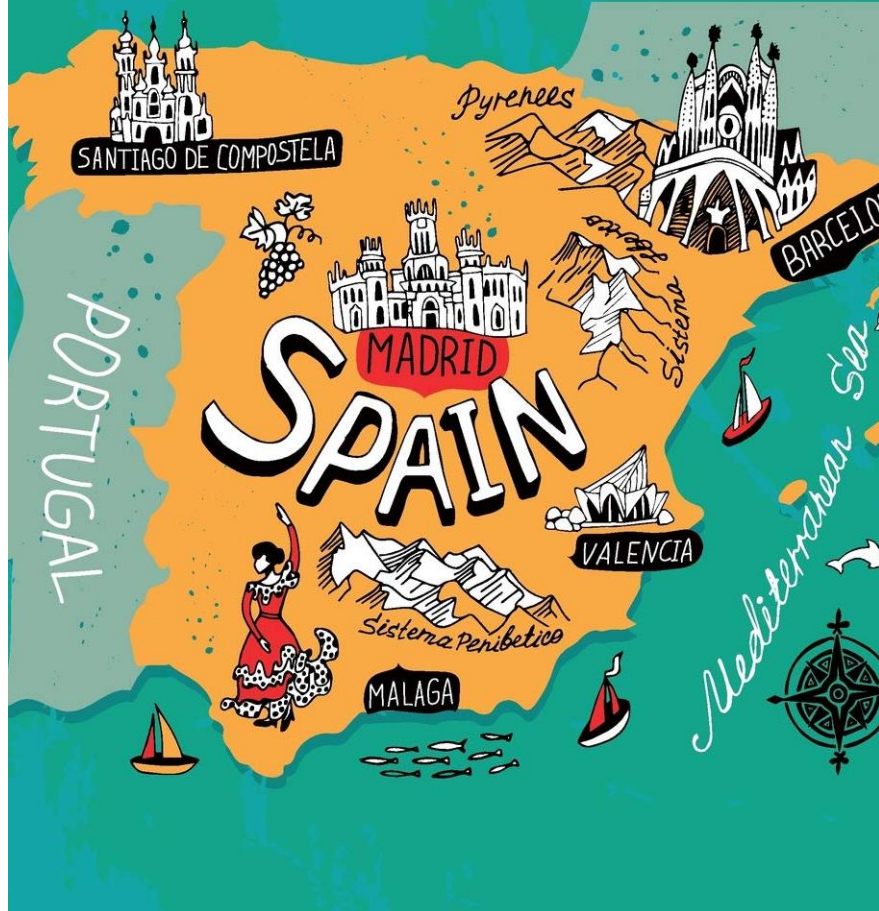 Pyrenees
SANTIAGO DE COMPOSTELA
BARCELO
Sistema
MADRID
SPAIN
PORTUGAL
Mediterranean Sea
VALENCIA
Sistema Penibetico
MALAGA